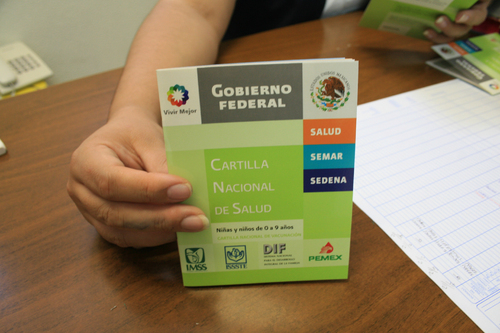 Vivir Mejor
GOBIERNO
FEDERAL
SALUD
SEMAR
SEDENA
CARTILLA
NACIONAL
DE SALUD
Niñas y niños de 0 a 9 años
IMSS
ISSSTE
DIF
PEMEX